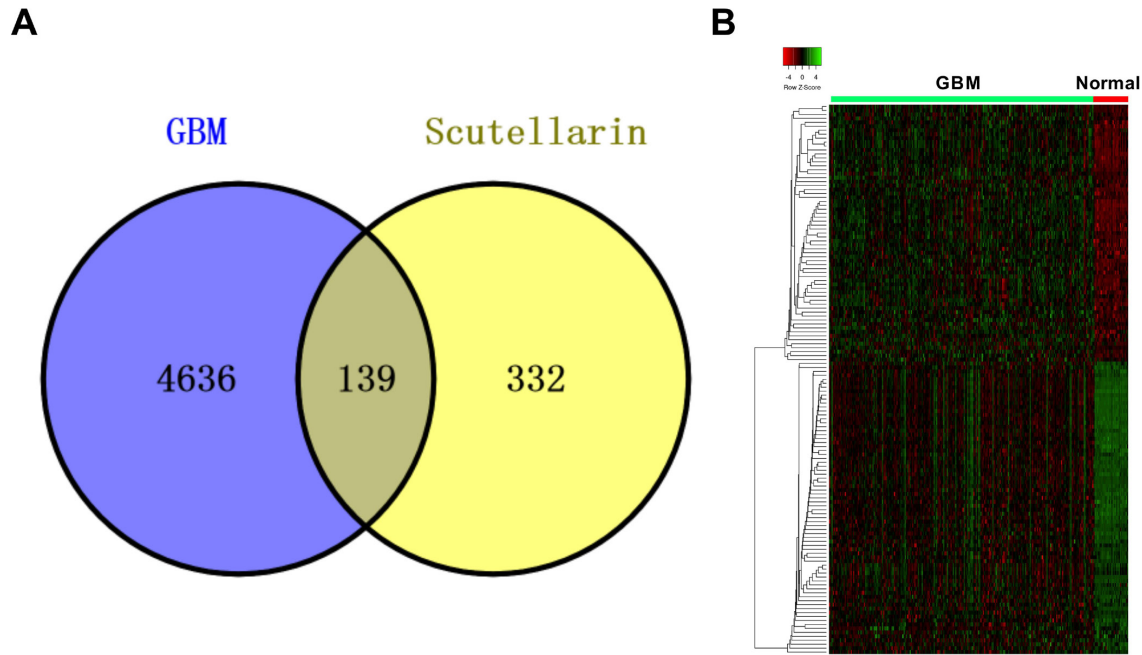 A
B
GBM
Scutellarin
4636
139
332
-4 0 4
Row Z-Score
GBM
Normal